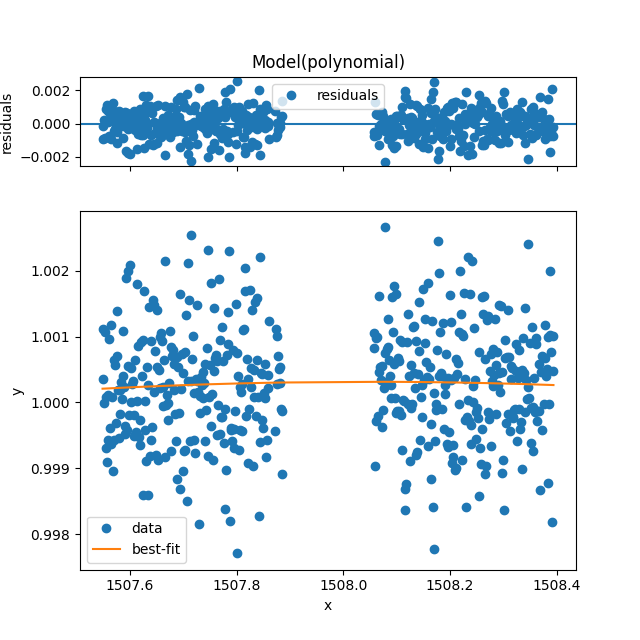 Model(polynomial)
residuals
0.002
0.000
−0.002
residuals
y
1.002
1.001
1.000
0.999
0.998
data
best-fit
1507.6 1507.8 1508.0 1508.2 1508.4
x